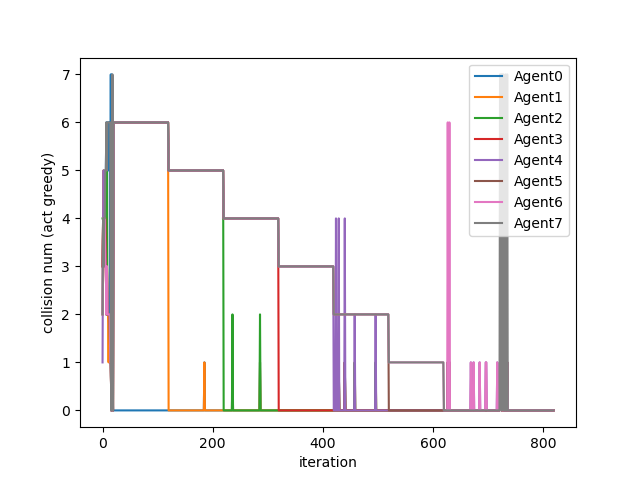 7
6
5
4
3
2
1
0
collision num (act greedy)
0
200
400
600
800
iteration
Agent0
Agent1
Agent2
Agent3
Agent4
Agent5
Agent6
Agent7